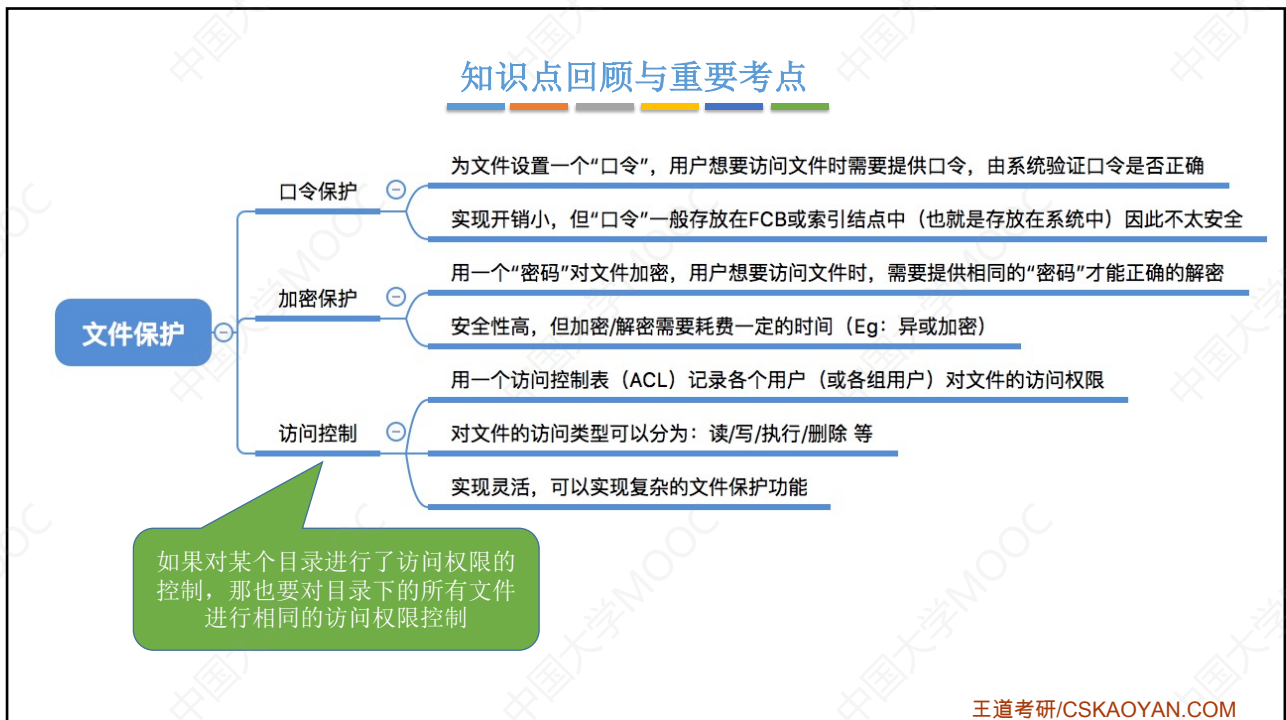 知识点回顾与重要考点
文件保护
口令保护
为文件设置一个“口令”，用户想要访问文件时需要提供口令，由系统验证口令是否正确
实现开销小，但“口令”一般存放在FCB或索引结点中（也就是存放在系统中）因此不太安全
加密保护
用一个“密码”对文件加密，用户想要访问文件时，需要提供相同的“密码”才能正确的解密
安全性高，但加密/解密需要耗费一定的时间（Eg：异或加密）
访问控制
用一个访问控制表（ACL）记录各个用户（或各组用户）对文件的访问权限
对文件的访问类型可以分为：读/写/执行/删除 等
实现灵活，可以实现复杂的文件保护功能
如果对某个目录进行了访问权限的
控制，那也要对目录下的所有文件
进行相同的访问权限控制
王道考研/CSKAOYAN.COM
中国大学MOOC